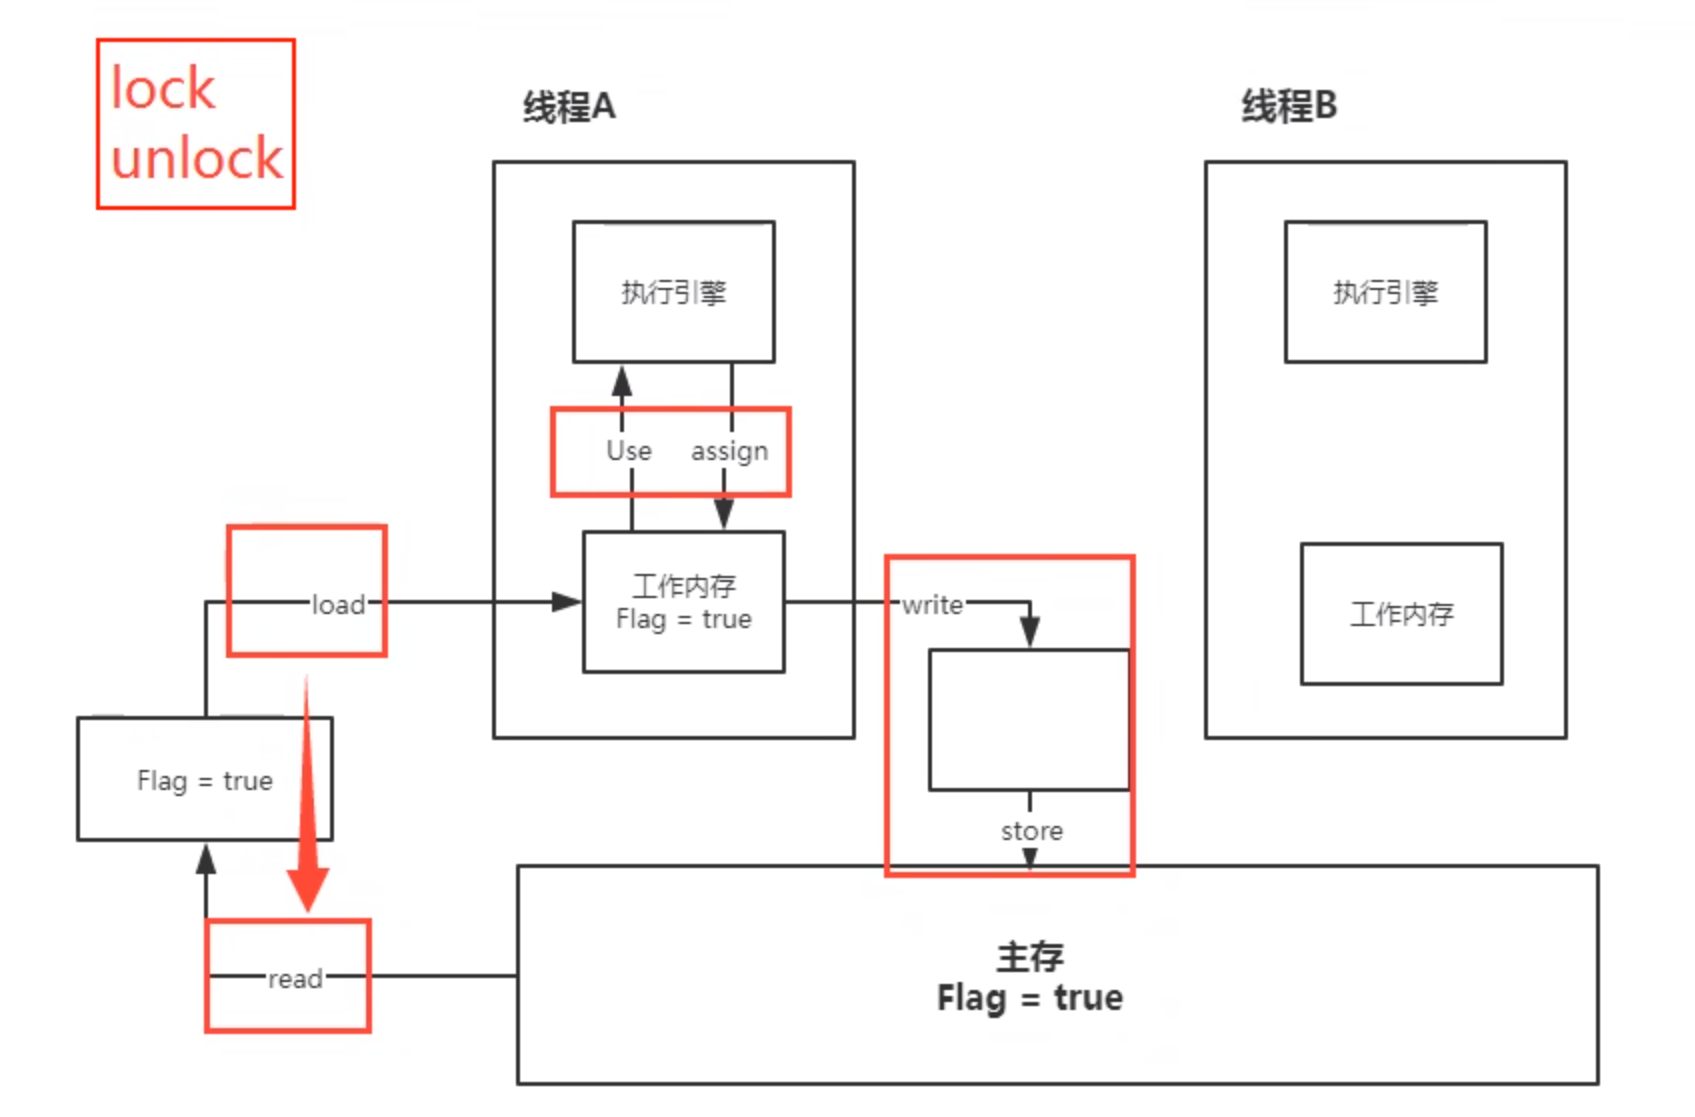 lock
unlock
线程A
线程B
执行引擎
执行引擎
Use
assign
load
工作内存
Flag = true
write
工作内存
Flag = true
store
read
主存
Flag = true